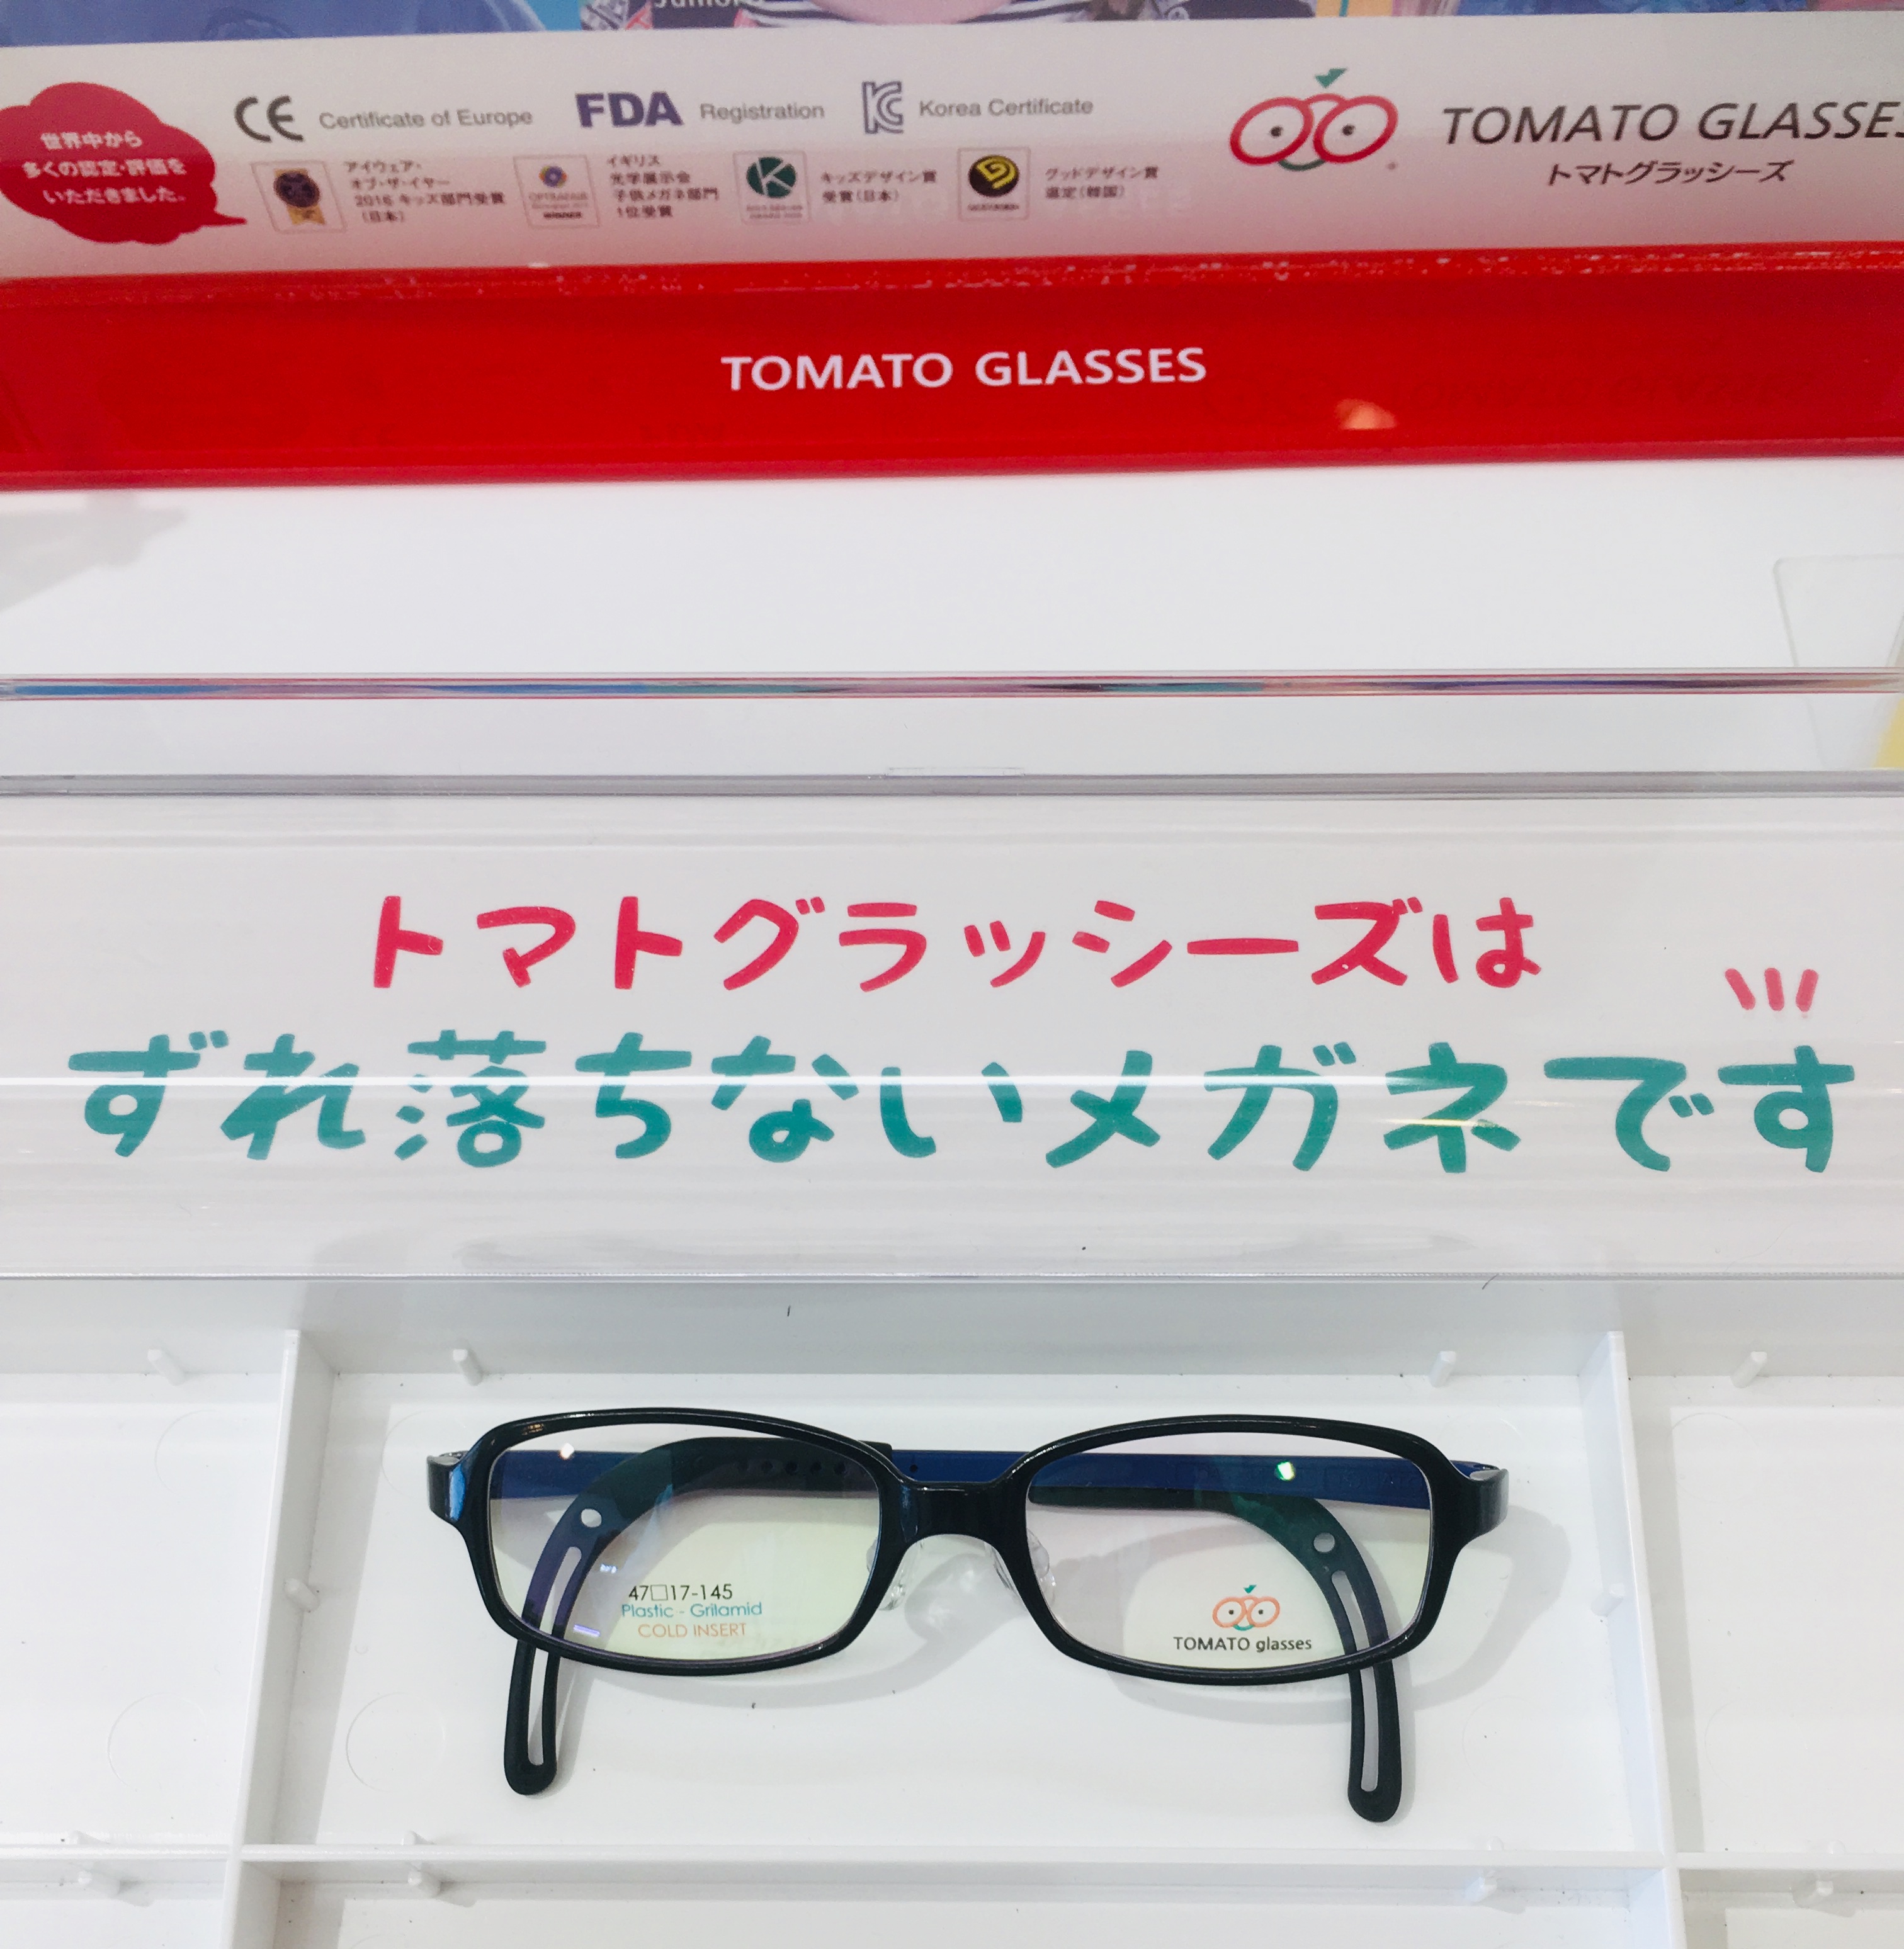 世界中から
多くの認定・評価を
いただきました。
CE Certificate of Europe
FDA Registration
KC Korea Certificate
アイウェア・
オブ・ザ・イヤー
2016 キッズ部門受賞
（日本）
イギリス
光学展示会
子供メガネ部門
1位受賞
キッズデザイン賞
受賞（日本）
グッドデザイン賞
選定（韓国）
TOMATO GLASSES
トマトグラッシーズ
TOMATO GLASSES
トマトグラッシーズは
ずれ落ちないメガネです
47□17-145
Plastic - Grilamid
COLD INSERT
TOMATO glasses